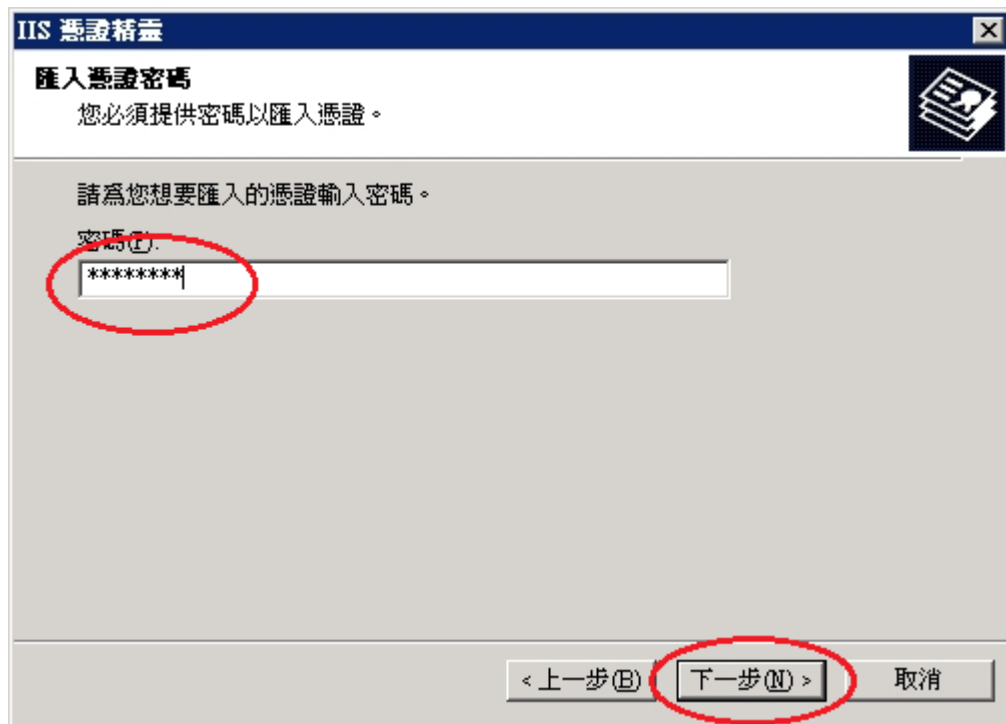 IIS 憑證精靈
匯入憑證密碼
您必須提供密碼以匯入憑證。
請為您想要匯入的憑證輸入密碼。
密碼(P):
********
< 上一步(B)
下一步(N) >
取消